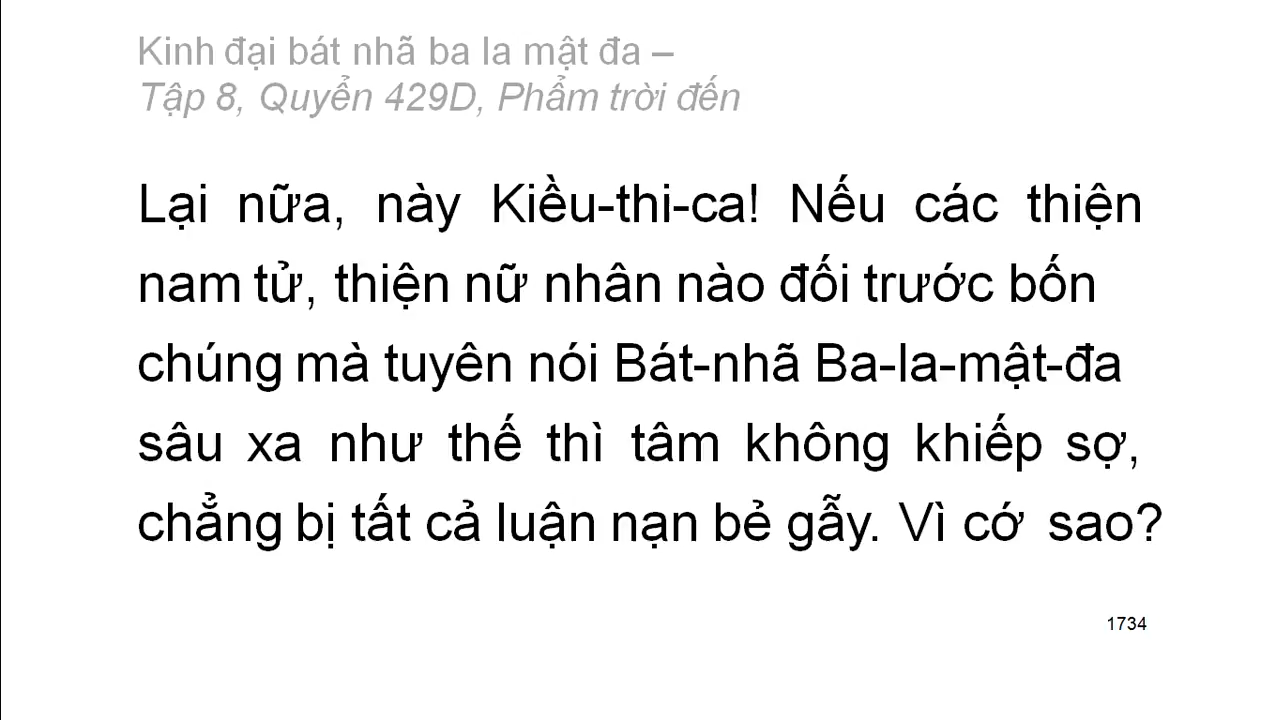 Kinh đại bát nhã ba la mật đa –
Tập 8, Quyển 429D, Phẩm trời đến
Lại nữa, này Kiều-thi-ca! Nếu các thiện
nam tử, thiện nữ nhân nào đối trước bốn
chúng mà tuyên nói Bát-nhã Ba-la-mật-đa
sâu xa như thế thì tâm không khiếp sợ,
chẳng bị tất cả luận nạn bẻ gẫy. Vì cớ sao?
1734